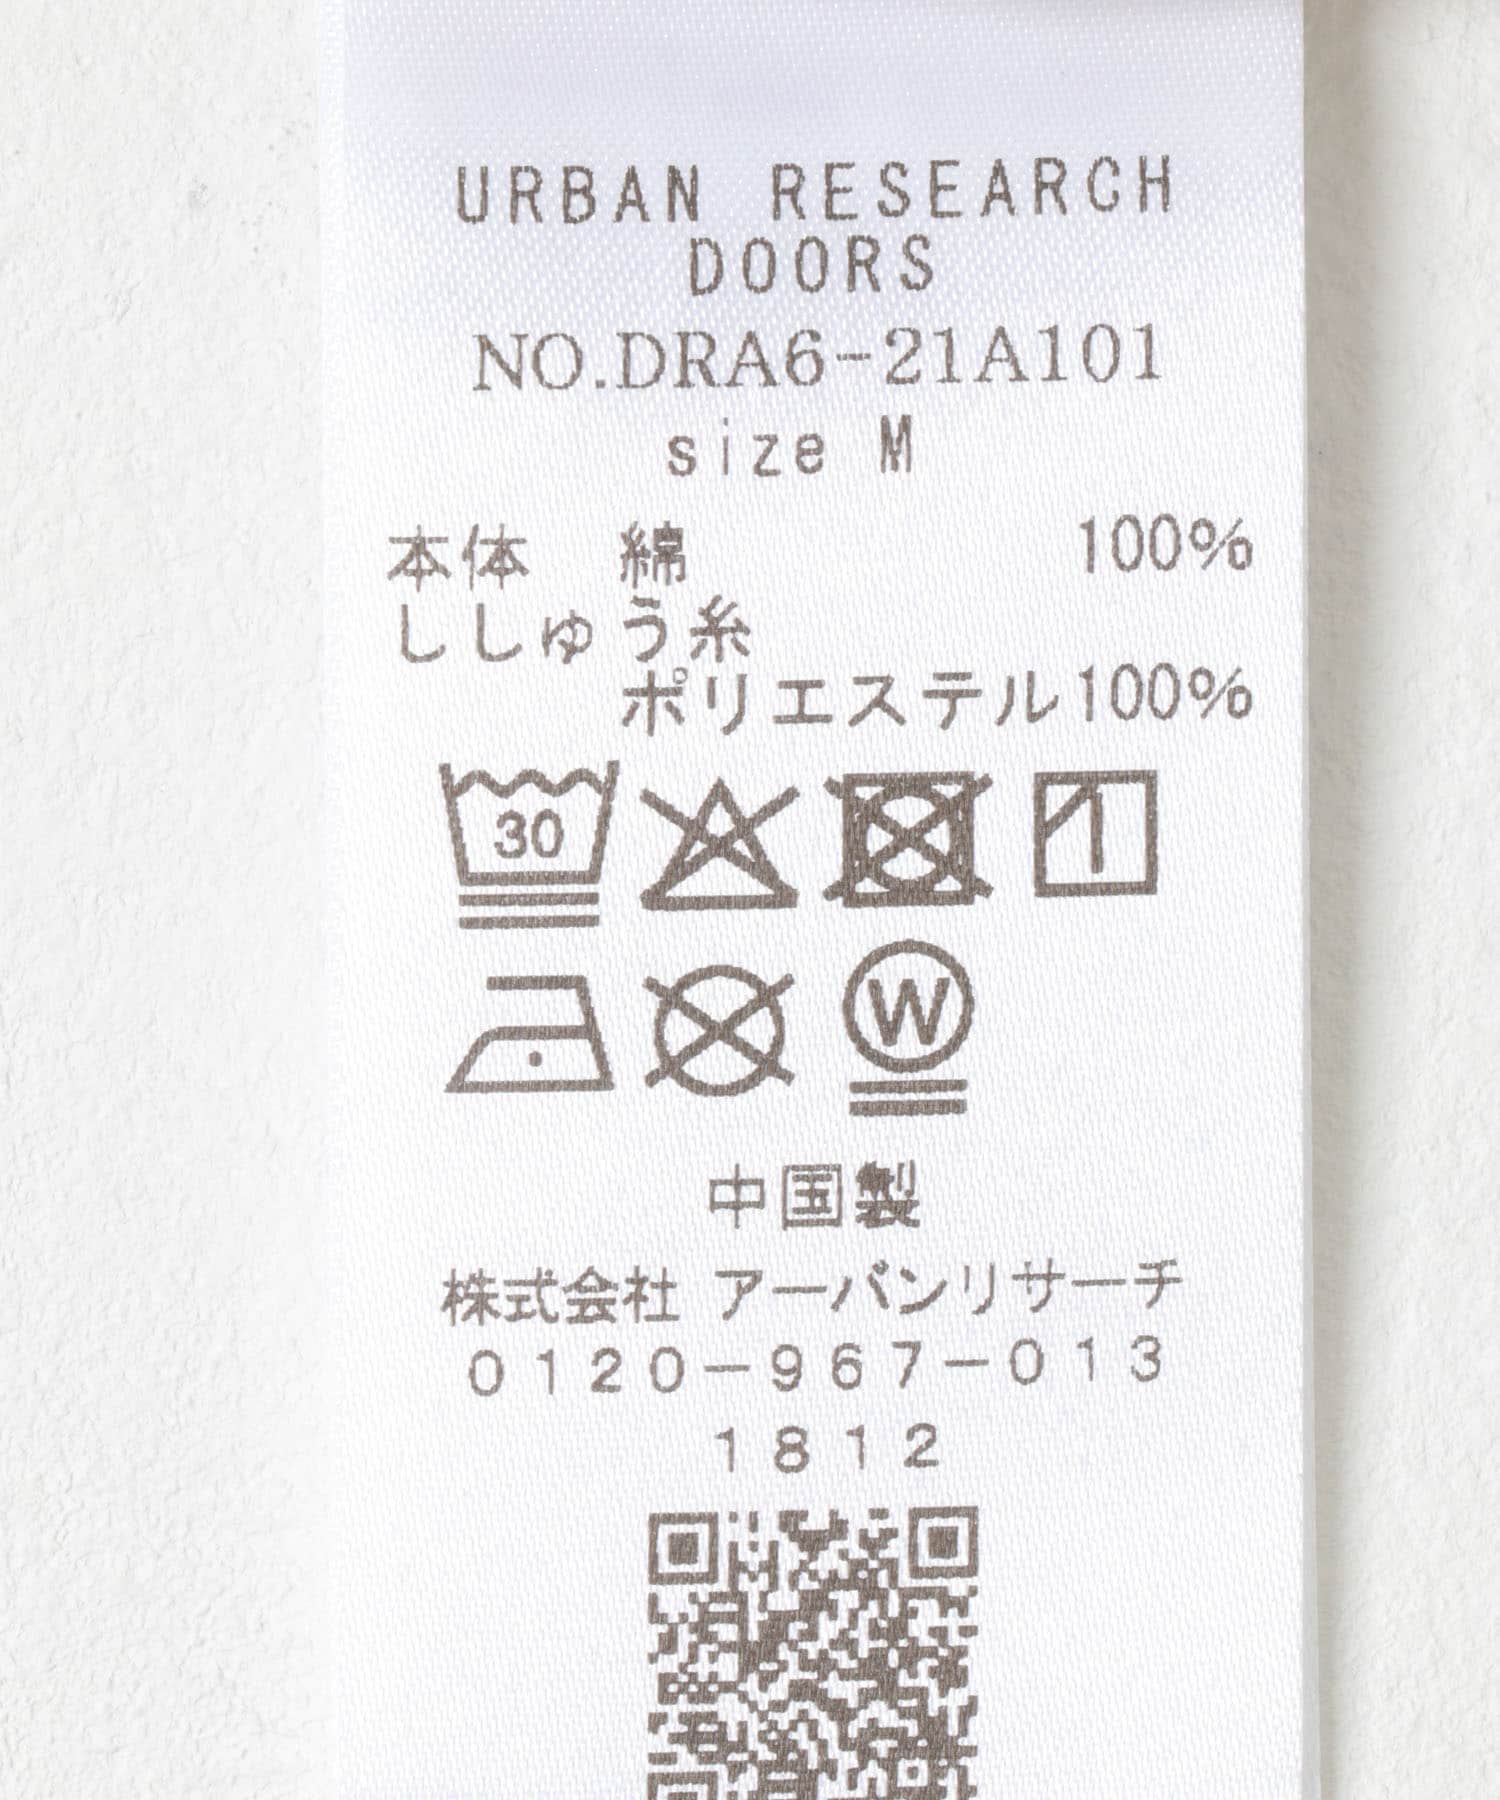 URBAN RESEARCH
DOORS
NO.DRA6-21A101
size M
本体 綿 100%
ししゅう糸
ポリエステル100%
30
W
中国製
株式会社 アーバンリサーチ
0120-967-013
1812